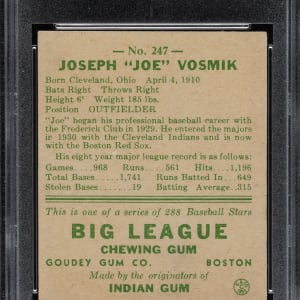 — No. 247—
JOSEPH "JOE" VOSMIK
Born Cleveland, Ohio April 4, 1910
Bats Right Throws Right
Height 6' Weight 185 lbs.
Position OUTFIELDER
"Joe" began his professional baseball career with
the Frederick Club in 1929. He entered the majors
in 1930 with the Cleveland Indians and is now
with the Boston Red Sox.
His eight year major league record is as follows:
Games.....968 Runs.....561 Hits....1,196
Total Bases....1,741 Runs Batted In....649
Stolen Bases....19 Batting Average...315
This is one of a series of 288 Baseball Stars
BIG LEAGUE
CHEWING GUM
GOUDEY GUM CO. BOSTON
Made by the originators of
INDIAN GUM